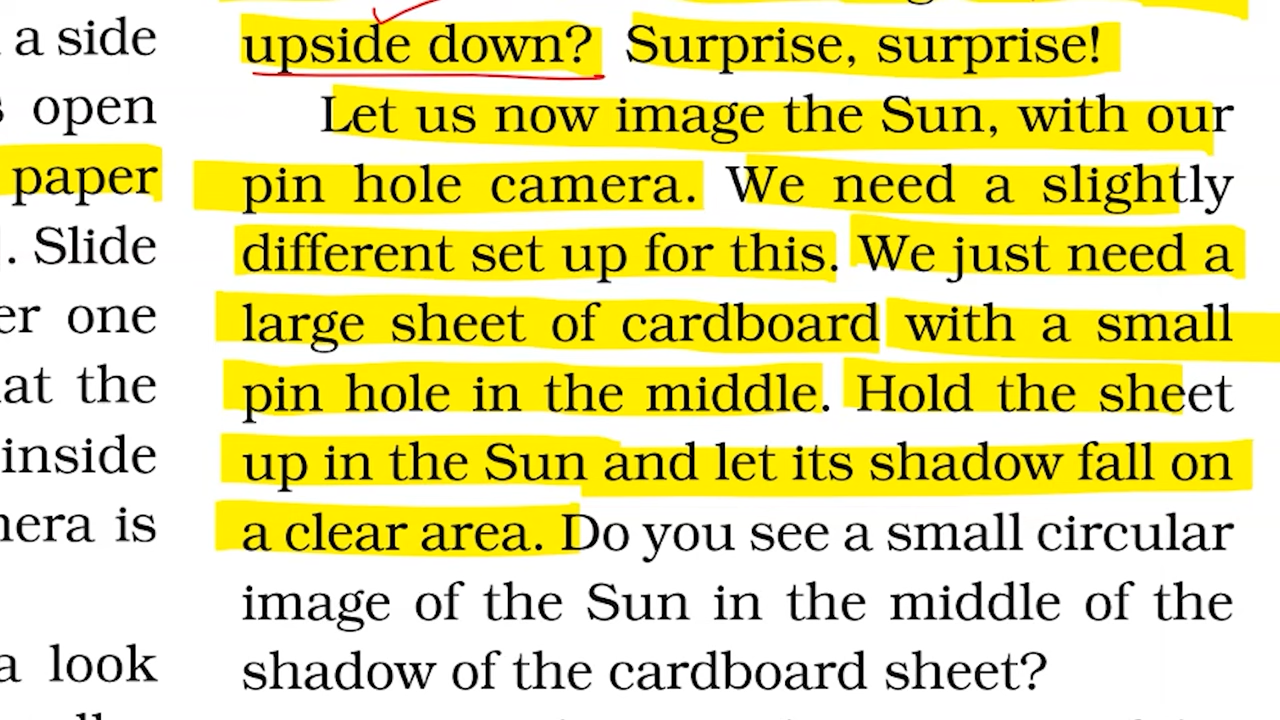 a side
open
paper
. Slide
er one
at the
inside
nera is
a look
upside down? Surprise, surprise!
Let us now image the Sun, with our
pin hole camera. We need a slightly
different set up for this. We just need a
large sheet of cardboard with a small
pin hole in the middle. Hold the sheet
up in the Sun and let its shadow fall on
a clear area. Do you see a small circular
image of the Sun in the middle of the
shadow of the cardboard sheet?